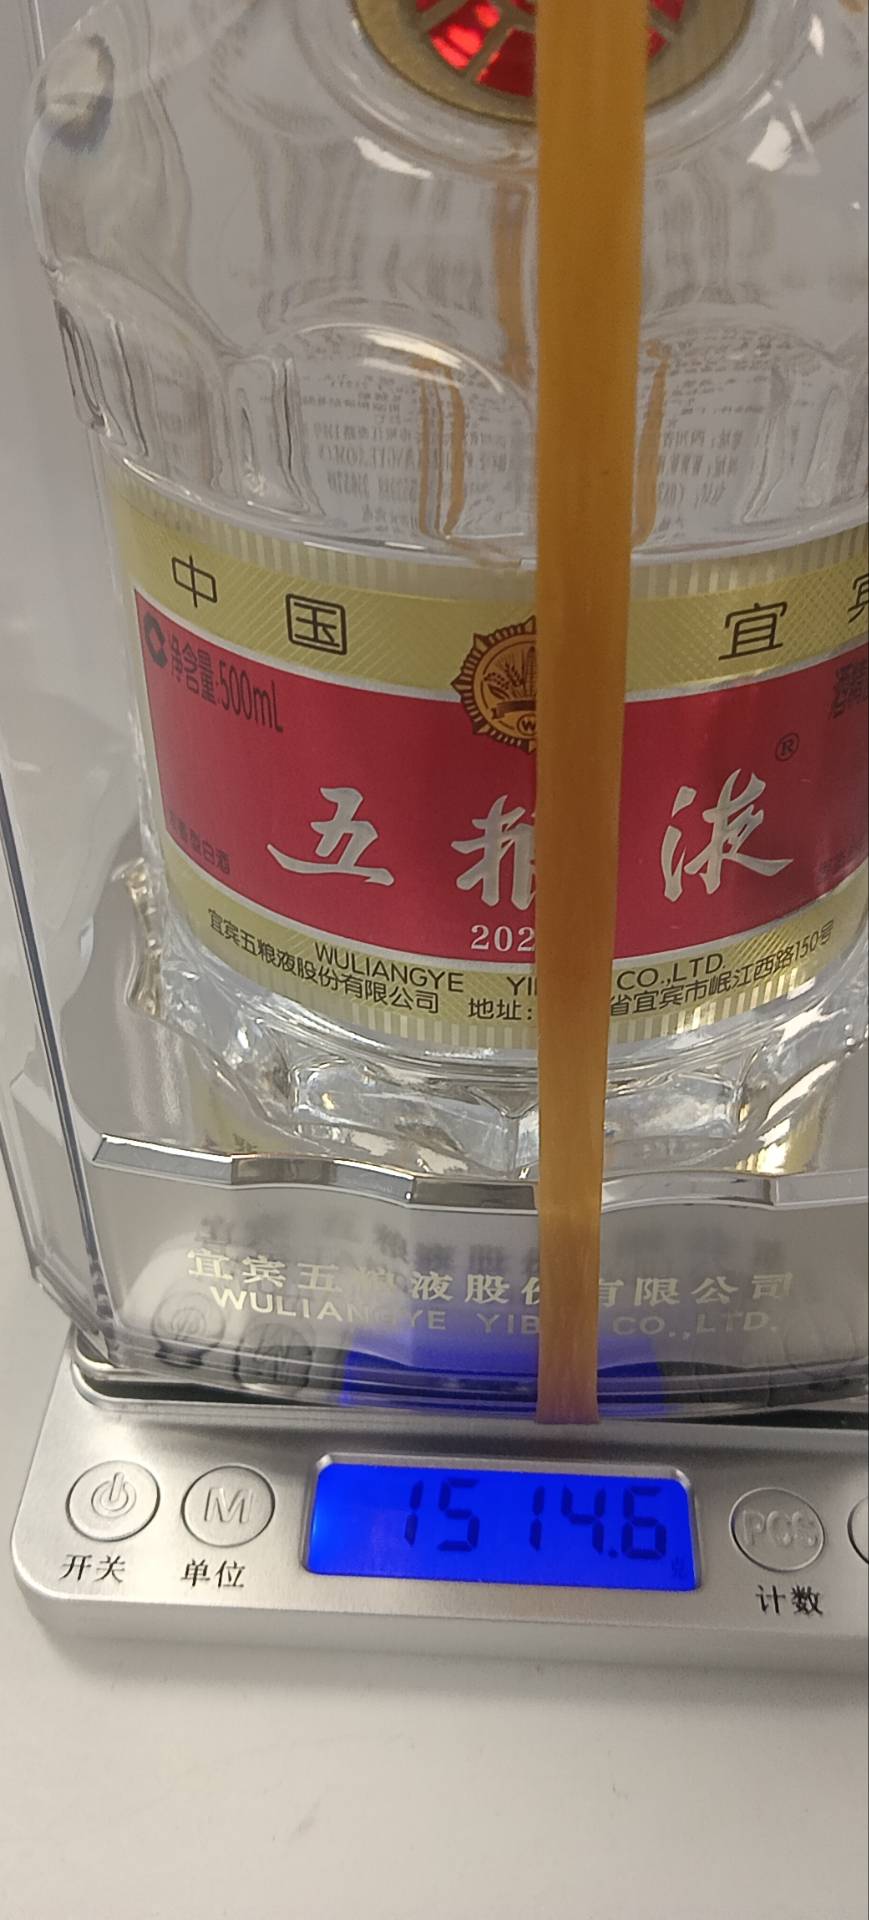 中国 宜宾
净含量:500mL
五粮液®
202
WULIANGYE YI CO.,LTD.
宜宾五粮液股份有限公司 地址: 省宜宾市岷江西路150号
宜宾五粮液股份有限公司
WULIANGYE YIB CO.,LTD.
1514.6
克
M
PCS
开关 单位 计数